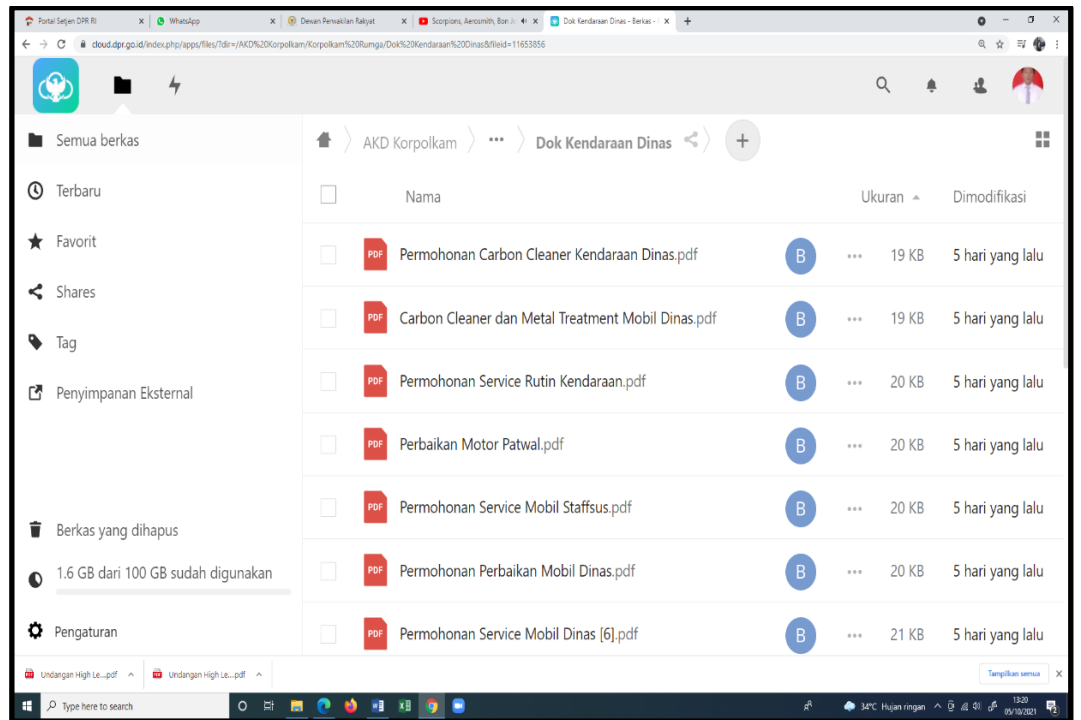 Portal Setjen DPR RI
WhatsApp
Dewan Perwakilan Rakyat
Scorpions, Aerosmith, Bon Jo
Dok Kendaraan Dinas - Berkas -
cloud.dpr.go.id/index.php/apps/files/?dir=/AKD%20Korpolkam/Korpolkam%20Rumga/Dok%20Kendaraan%20Dinas&fileid=11653856
Semua berkas
AKD Korpolkam
Dok Kendaraan Dinas
Terbaru
Nama
Ukuran
Dimodifikasi
Favorit
Permohonan Carbon Cleaner Kendaraan Dinas.pdf
B
19 KB
5 hari yang lalu
Shares
Carbon Cleaner dan Metal Treatment Mobil Dinas.pdf
B
19 KB
5 hari yang lalu
Tag
Permohonan Service Rutin Kendaraan.pdf
B
20 KB
5 hari yang lalu
Penyimpanan Eksternal
Perbaikan Motor Patwal.pdf
B
20 KB
5 hari yang lalu
Permohonan Service Mobil Staffsus.pdf
B
20 KB
5 hari yang lalu
Berkas yang dihapus
1.6 GB dari 100 GB sudah digunakan
Permohonan Perbaikan Mobil Dinas.pdf
B
20 KB
5 hari yang lalu
Pengaturan
Permohonan Service Mobil Dinas [6].pdf
B
21 KB
5 hari yang lalu
Undangan High Le....pdf
Undangan High Le....pdf
Tampilkan semua
Type here to search
34°C Hujan ringan
13:20
05/10/2021